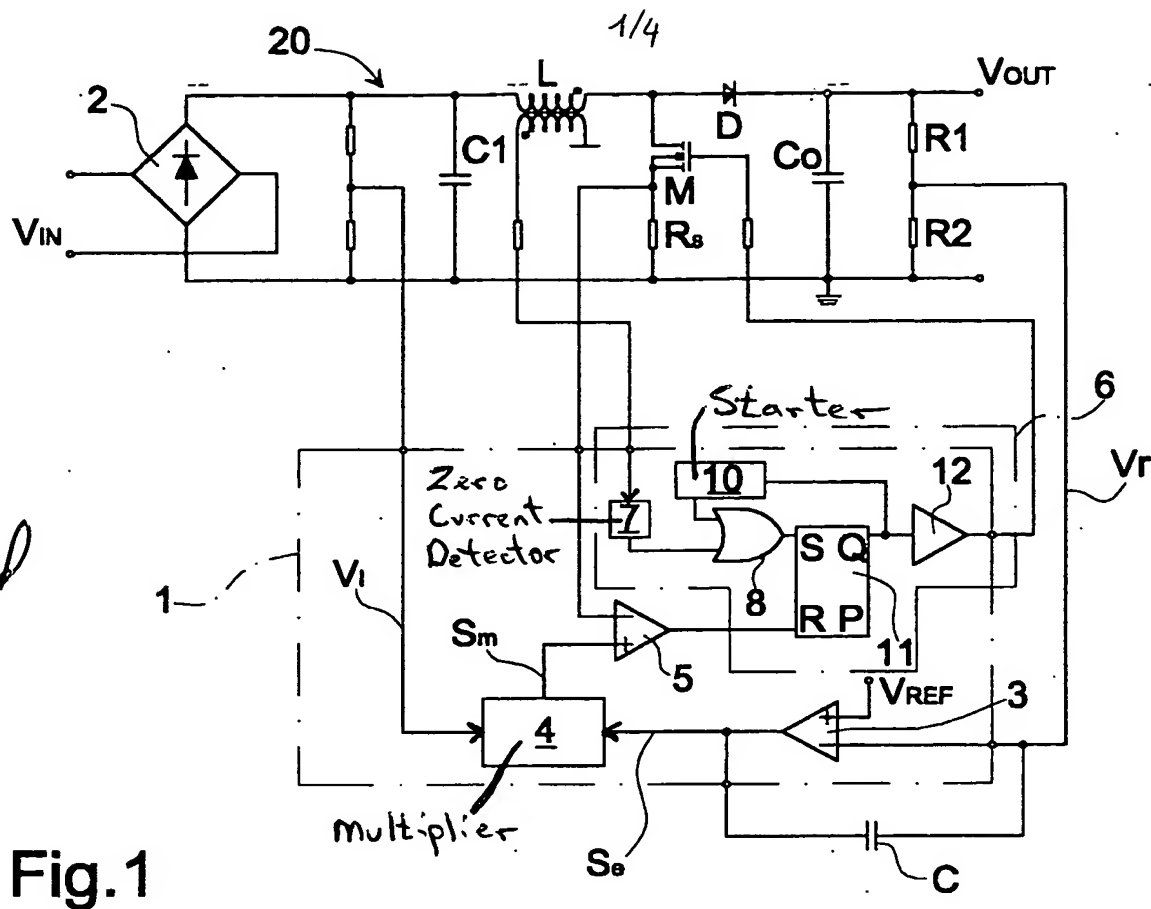 1/4
20
L
VOUT
2
D
C1
Co
R1
M
VIN
Rs
R2
6
Starter
10
12
Vr
Zero
Current
Detector
7
S Q
8
1
VI
R P
Sm
5
11
VREF
3
4
multiplier
Se
C
Fig.1